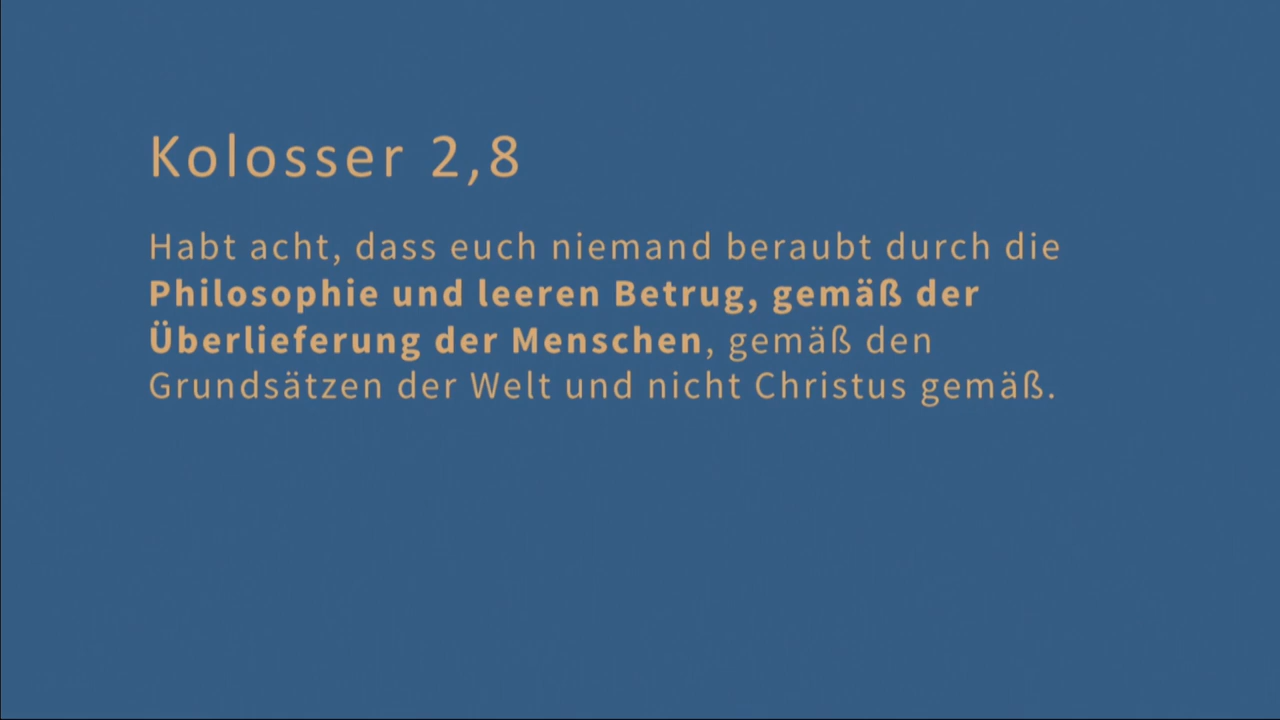 Kolosser 2,8
Habt acht, dass euch niemand beraubt durch die
Philosophie und leeren Betrug, gemäß der
Überlieferung der Menschen, gemäß den
Grundsätzen der Welt und nicht Christus gemäß.